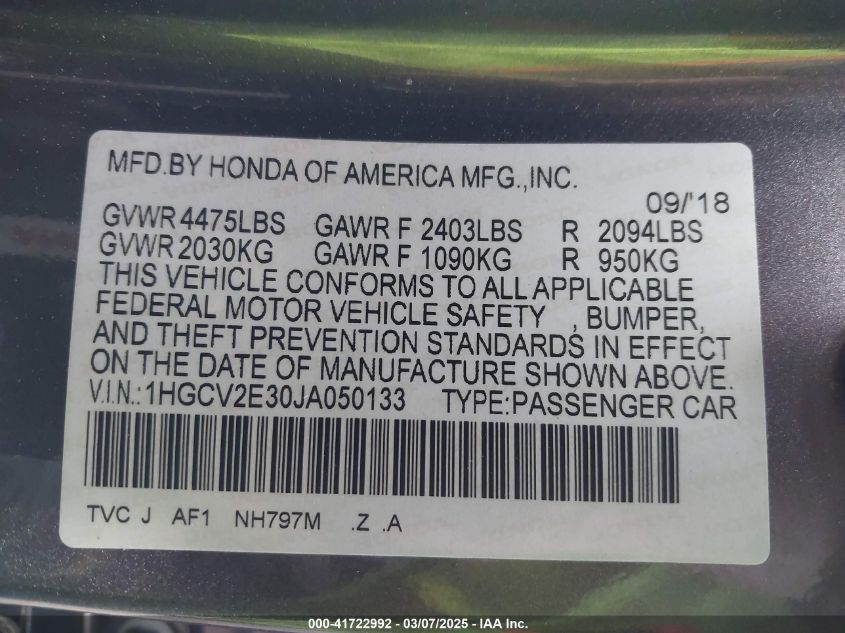 MFD.BY HONDA OF AMERICA MFG.,INC.
09/'18
GVWR 4475LBS GAWR F 2403LBS R 2094LBS
GVWR 2030KG GAWR F 1090KG R 950KG
THIS VEHICLE CONFORMS TO ALL APPLICABLE
FEDERAL MOTOR VEHICLE SAFETY , BUMPER,
AND THEFT PREVENTION STANDARDS IN EFFECT
ON THE DATE OF MANUFACTURE SHOWN ABOVE.
V.I.N.:1HGCV2E30JA050133 TYPE:PASSENGER CAR
TVC J AF1 NH797M .Z .A
000-41722992 - 03/07/2025 - IAA Inc.